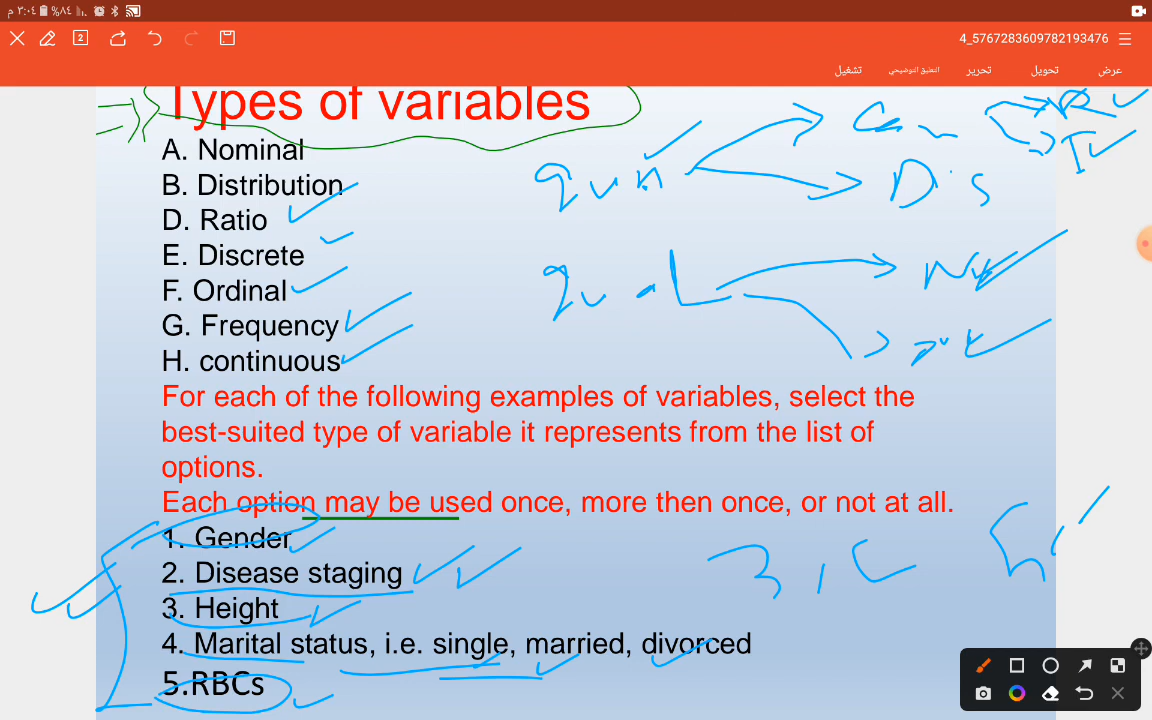 م ٣:٠٤ ٪٨٤
2
4_5767283609782193476
عرض تحويل تحرير التعليق التوضيحي تشغيل
Types of variables
A. Nominal
B. Distribution
D. Ratio
E. Discrete
F. Ordinal
G. Frequency
H. continuous
Dis
For each of the following examples of variables, select the
best-suited type of variable it represents from the list of
options.
Each option may be used once, more then once, or not at all.
1. Gender
2. Disease staging
3. Height
4. Marital status, i.e. single, married, divorced
5.RBCs